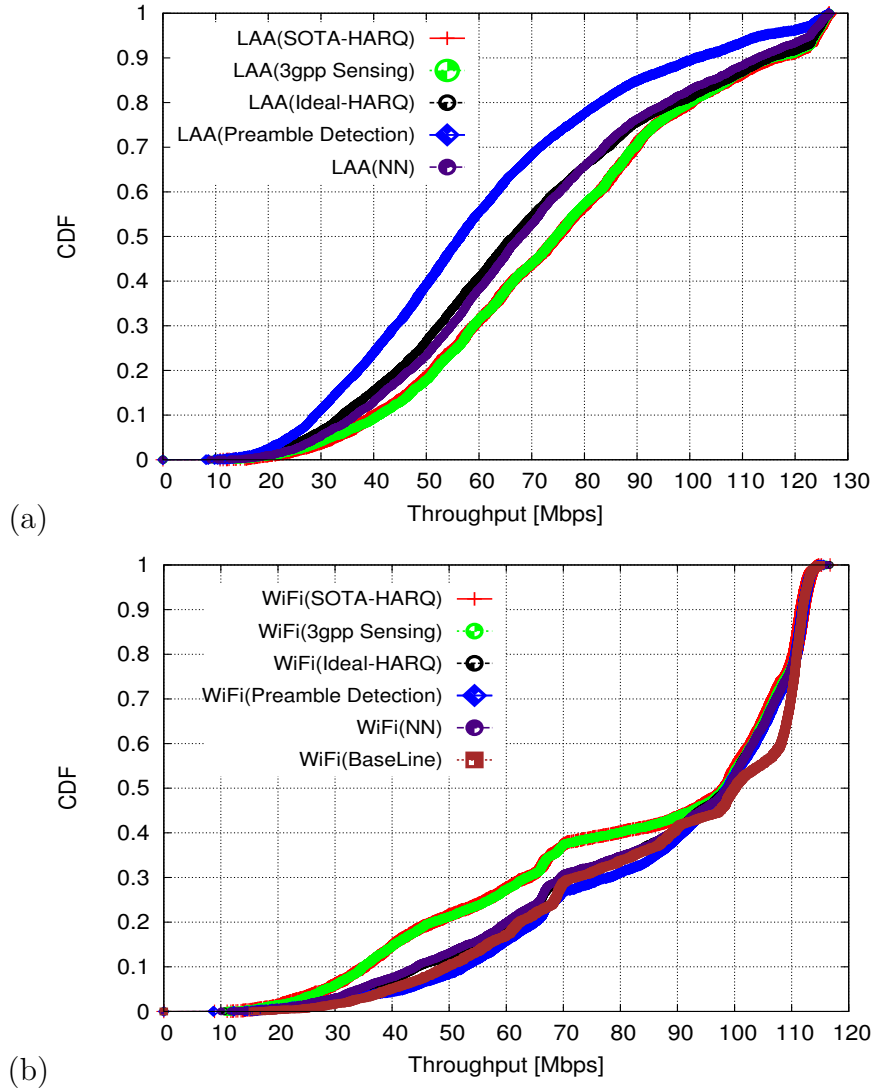 1
0.9
0.8
0.7
0.6
0.5
0.4
0.3
0.2
0.1
0
CDF
LAA(SOTA-HARQ)
LAA(3gpp Sensing)
LAA(Ideal-HARQ)
LAA(Preamble Detection)
LAA(NN)
0 10 20 30 40 50 60 70 80 90 100 110 120 130
Throughput [Mbps]
(a)
1
0.9
0.8
0.7
0.6
0.5
0.4
0.3
0.2
0.1
0
CDF
WiFi(SOTA-HARQ)
WiFi(3gpp Sensing)
WiFi(Ideal-HARQ)
WiFi(Preamble Detection)
WiFi(NN)
WiFi(BaseLine)
0 10 20 30 40 50 60 70 80 90 100 110 120
Throughput [Mbps]
(b)